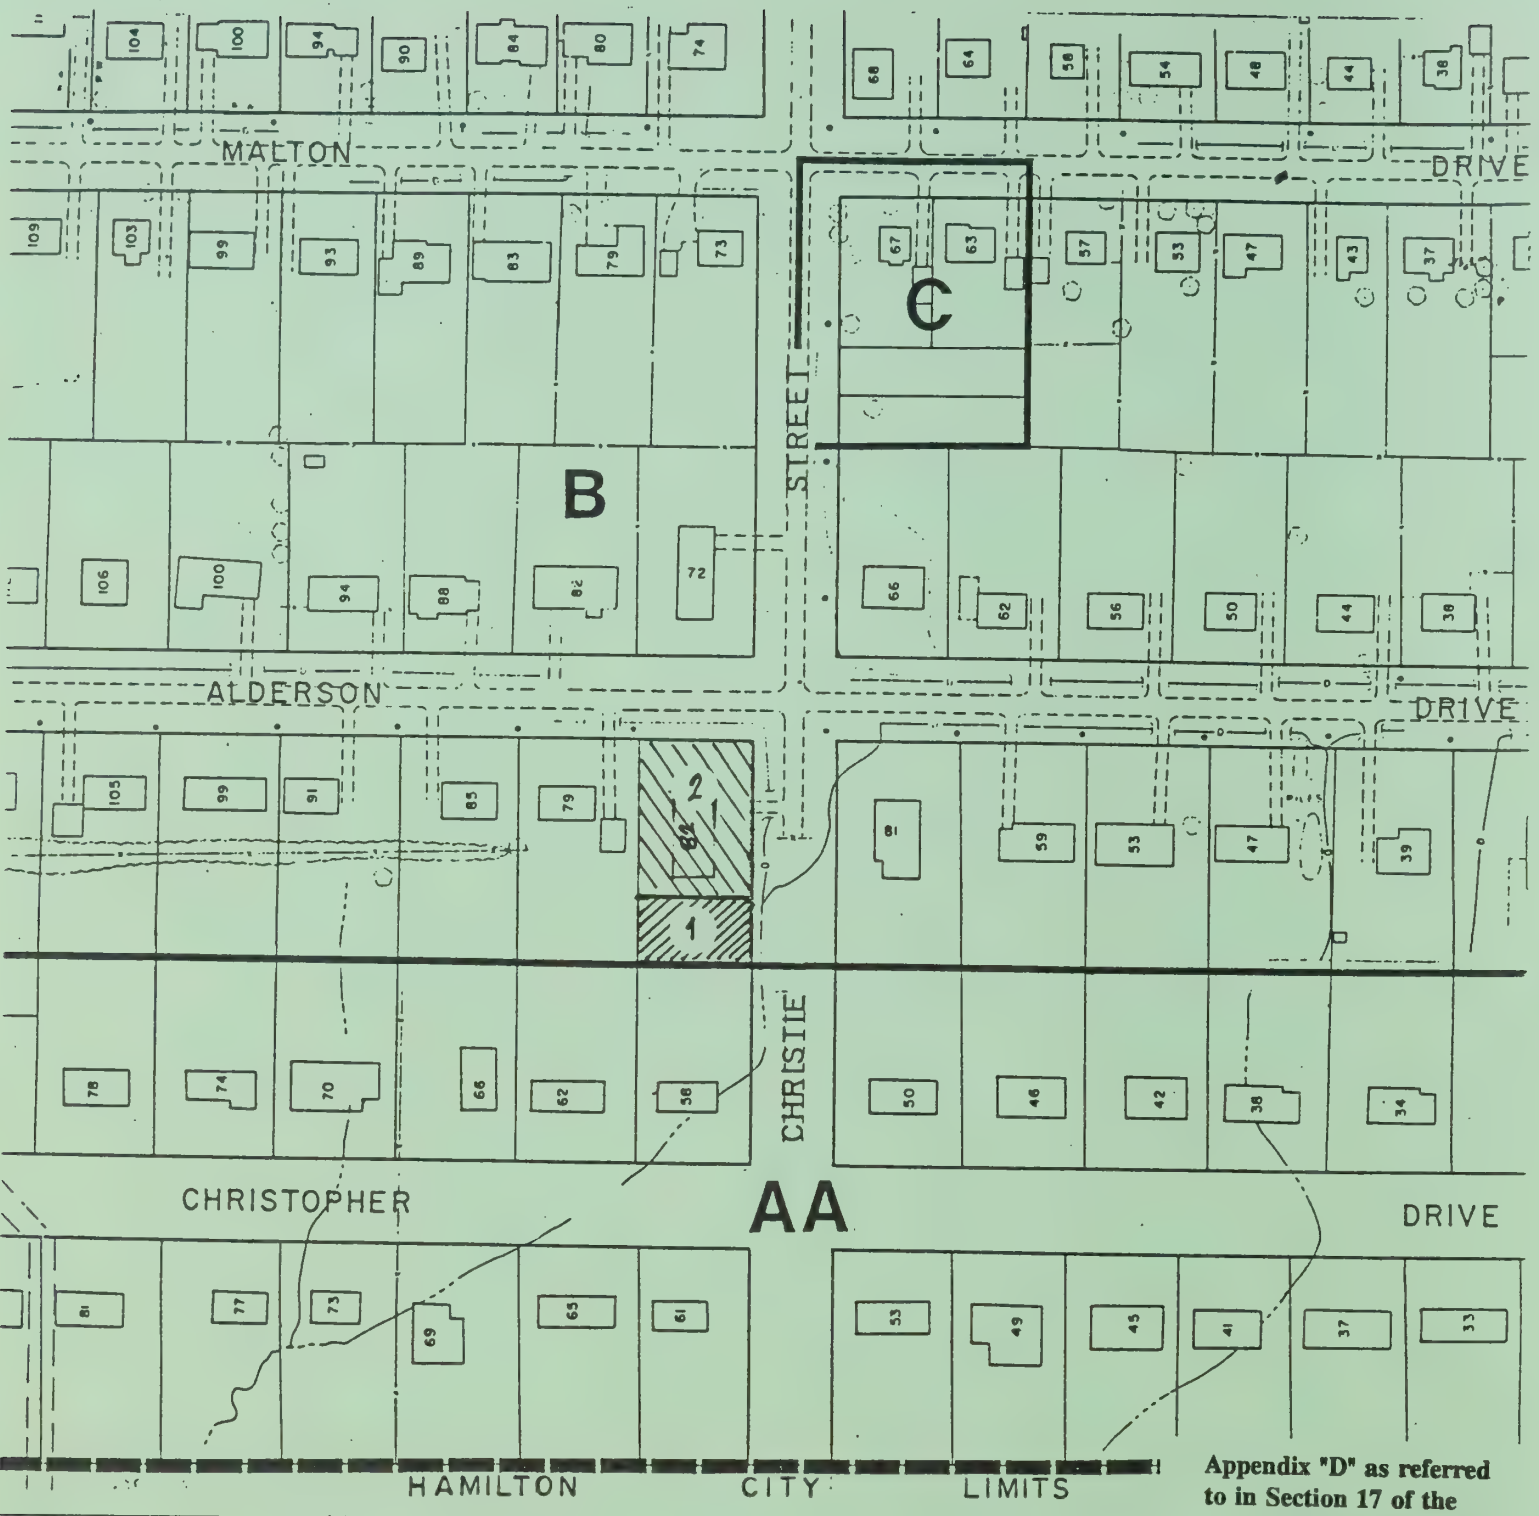 104 100 94 90 84 80 74 68 64 58 54 48 44 38
MALTON DRIVE
109 103 99 93 89 83 79 73 67 63 57 53 47 43 37
C
STREET
B
106 100 94 88 82 72 66 62 56 50 44 38
ALDERSON DRIVE
105 99 91 85 79 2 81 59 53 47 39
82
1
CHRISTIE
78 74 70 66 62 58 50 46 42 38 34
CHRISTOPHER AA DRIVE
81 77 73 69 65 61 53 49 45 41 37 33
HAMILTON CITY LIMITS
Appendix "D" as referred
to in Section 17 of the